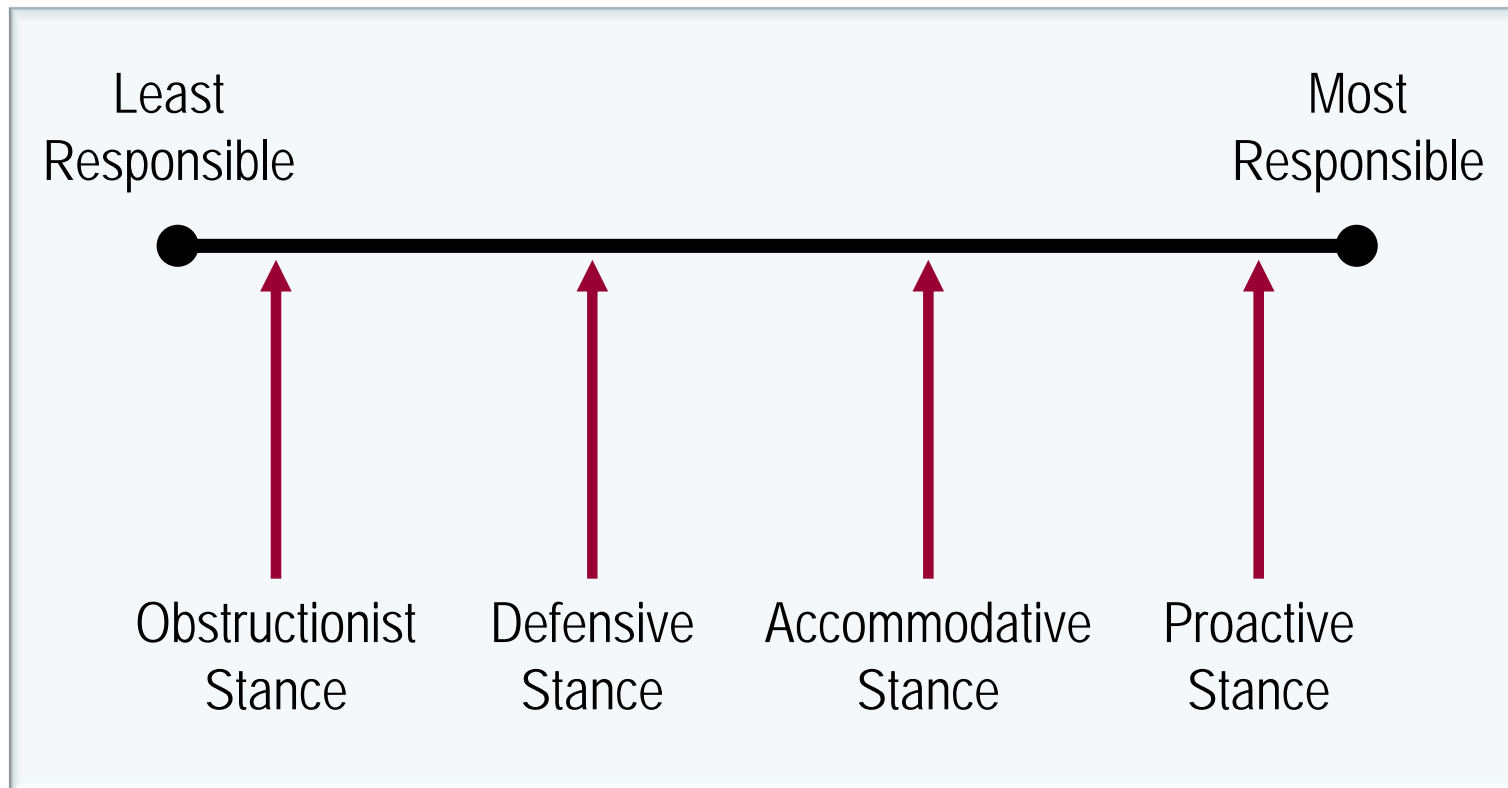 Least
Responsible
Most
Responsible
Obstructionist
Stance
Defensive
Stance
Accommodative
Stance
Proactive
Stance